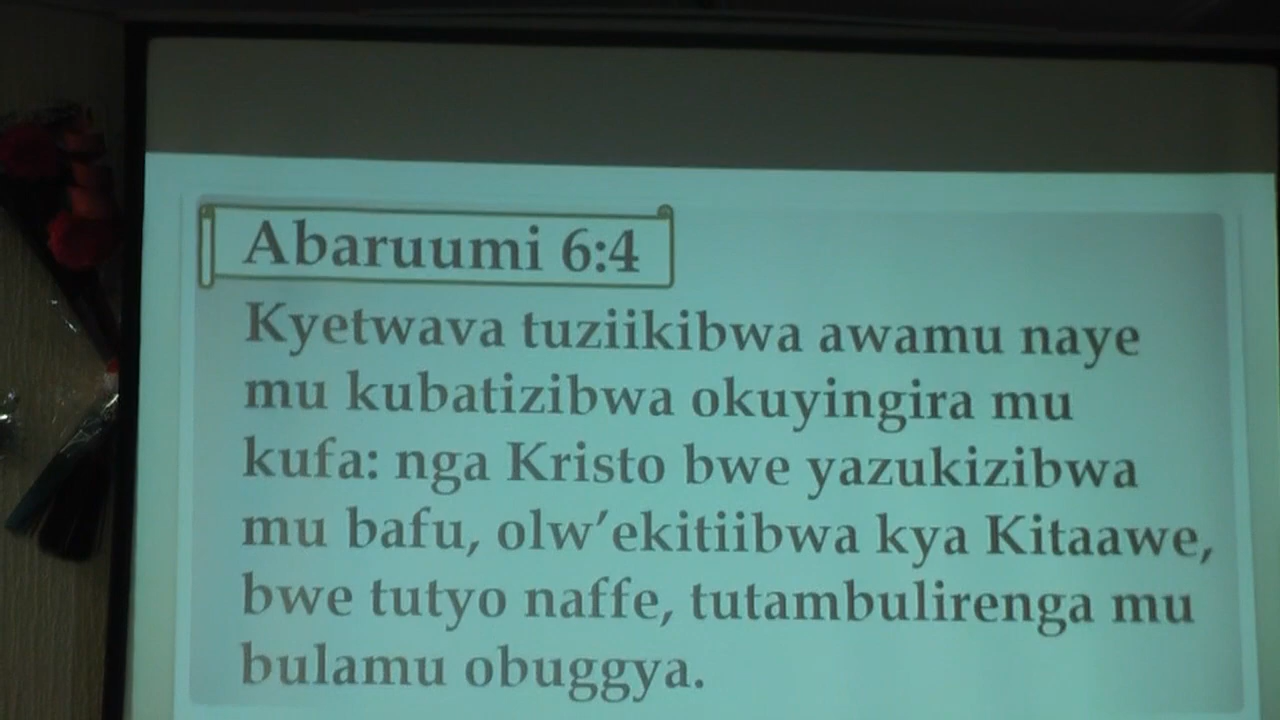 Abaruumi 6:4
Kyetwava tuziikibwa awamu naye
mu kubatizibwa okuyingira mu
kufa: nga Kristo bwe yazukizibwa
mu bafu, olw’ekitiibwa kya Kitaawe,
bwe tutyo naffe, tutambulirenga mu
bulamu obuggya.